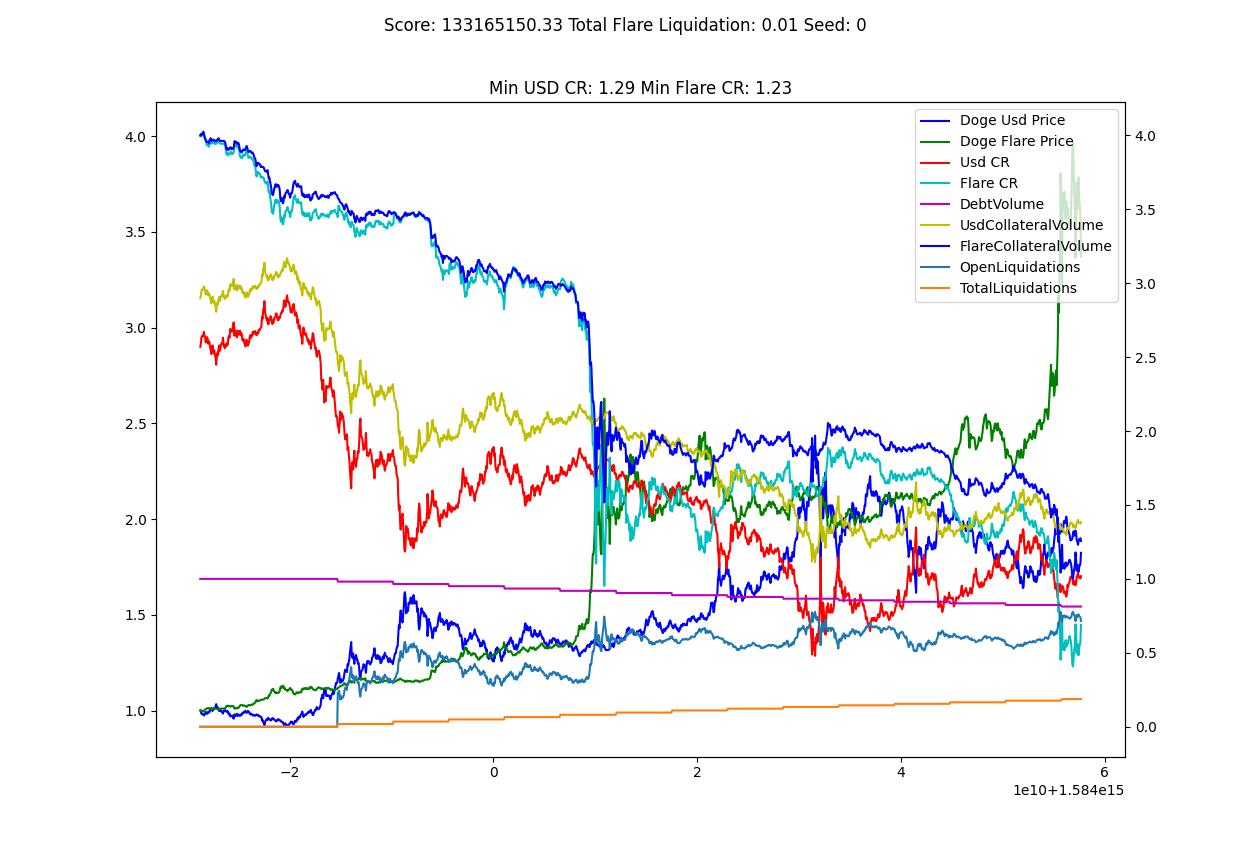 Score: 133165150.33 Total Flare Liquidation: 0.01 Seed: 0
Min USD CR: 1.29 Min Flare CR: 1.23
Doge Usd Price
Doge Flare Price
Usd CR
Flare CR
DebtVolume
UsdCollateralVolume
FlareCollateralVolume
OpenLiquidations
TotalLiquidations
4.0
3.5
3.0
2.5
2.0
1.5
1.0
4.0
3.5
3.0
2.5
2.0
1.5
1.0
0.5
0.0
−2 0 2 4 6
1e10+1.584e15